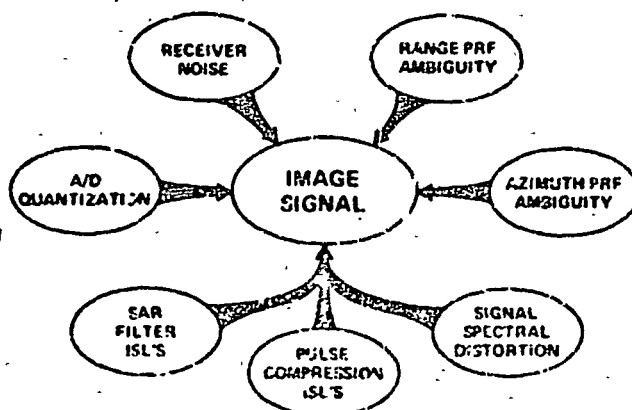 RECEIVER
NOISE
RANGE PRF
AMBIGUITY
A/D
QUANTIZATION
IMAGE
SIGNAL
AZIMUTH PRF
AMBIGUITY
SAR
FILTER
ISL'S
PULSE
COMPRESSION
ISL'S
SIGNAL
SPECTRAL
DISTORTION